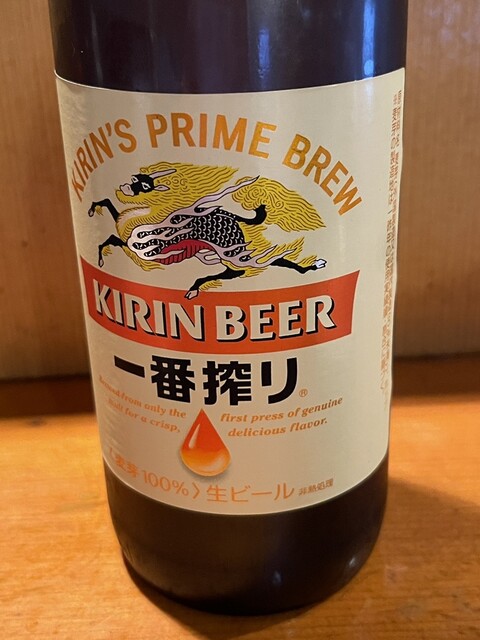 KIRIN'S PRIME BREW
KIRIN BEER
一番搾り®
from only the first press of genuine
malt for a crisp, delicious flavor.
〈麦芽100%〉生ビール 非熱処理